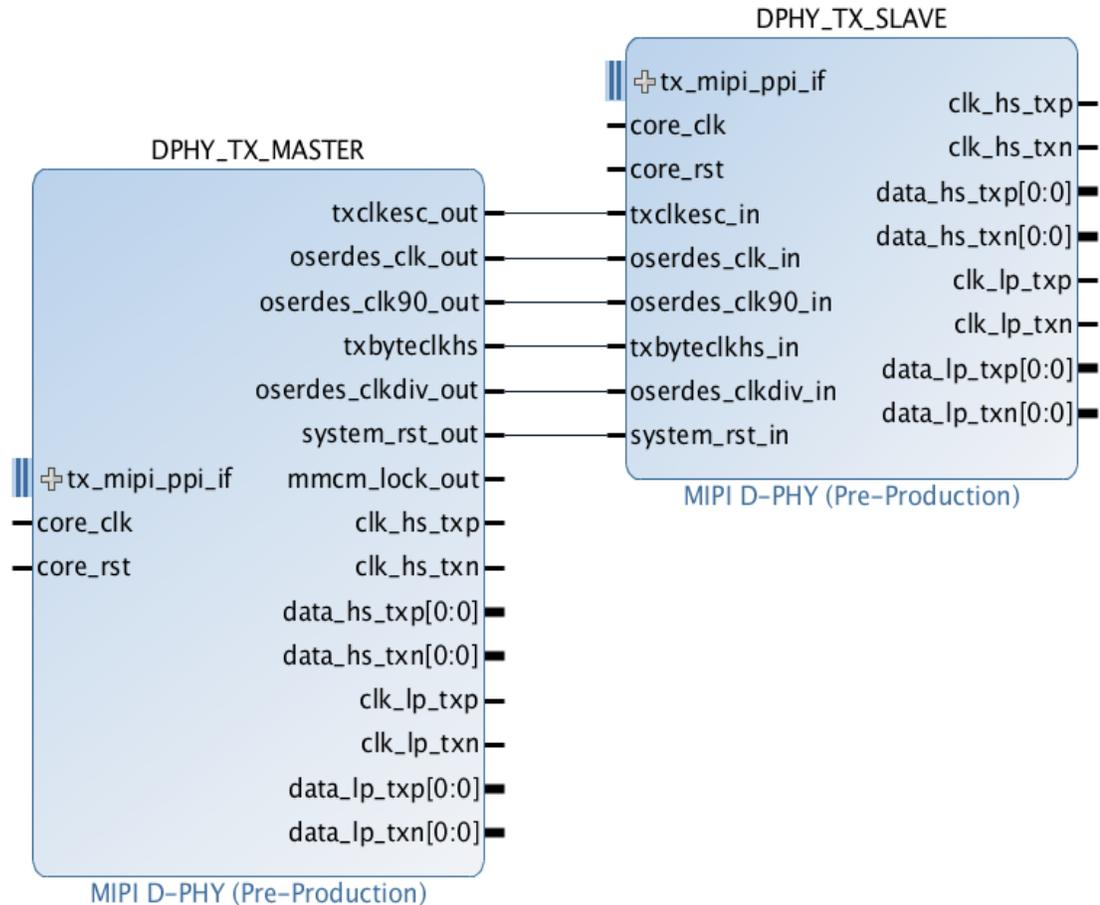 DPHY_TX_SLAVE
tx_mipi_ppi_if
core_clk
core_rst
txclkesc_in
oserdes_clk_in
oserdes_clk90_in
txbyteclkhs_in
oserdes_clkdiv_in
system_rst_in
clk_hs_txp
clk_hs_txn
data_hs_txp[0:0]
data_hs_txn[0:0]
clk_lp_txp
clk_lp_txn
data_lp_txp[0:0]
data_lp_txn[0:0]
MIPI D-PHY (Pre-Production)
DPHY_TX_MASTER
tx_mipi_ppi_if
core_clk
core_rst
txclkesc_out
oserdes_clk_out
oserdes_clk90_out
txbyteclkhs
oserdes_clkdiv_out
system_rst_out
mmcm_lock_out
clk_hs_txp
clk_hs_txn
data_hs_txp[0:0]
data_hs_txn[0:0]
clk_lp_txp
clk_lp_txn
data_lp_txp[0:0]
data_lp_txn[0:0]
MIPI D-PHY (Pre-Production)